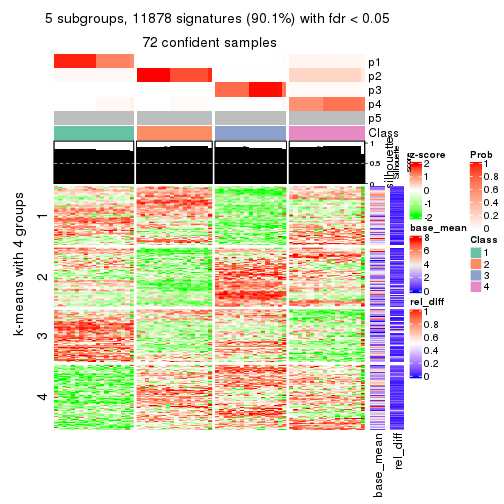 5 subgroups, 11878 signatures (90.1%) with fdr < 0.05
72 confident samples
p1
p2
p3
p4
p5
Class
1
0.5
0
silhouette
Silhouette
score
k-means with 4 groups
1
2
3
4
base_mean
rel_diff
z-score
2
1
0
-1
-2
base_mean
8
6
4
2
0
rel_diff
1
0.8
0.6
0.4
0.2
0
Prob
1
0.8
0.6
0.4
0.2
0
Class
1
2
3
4